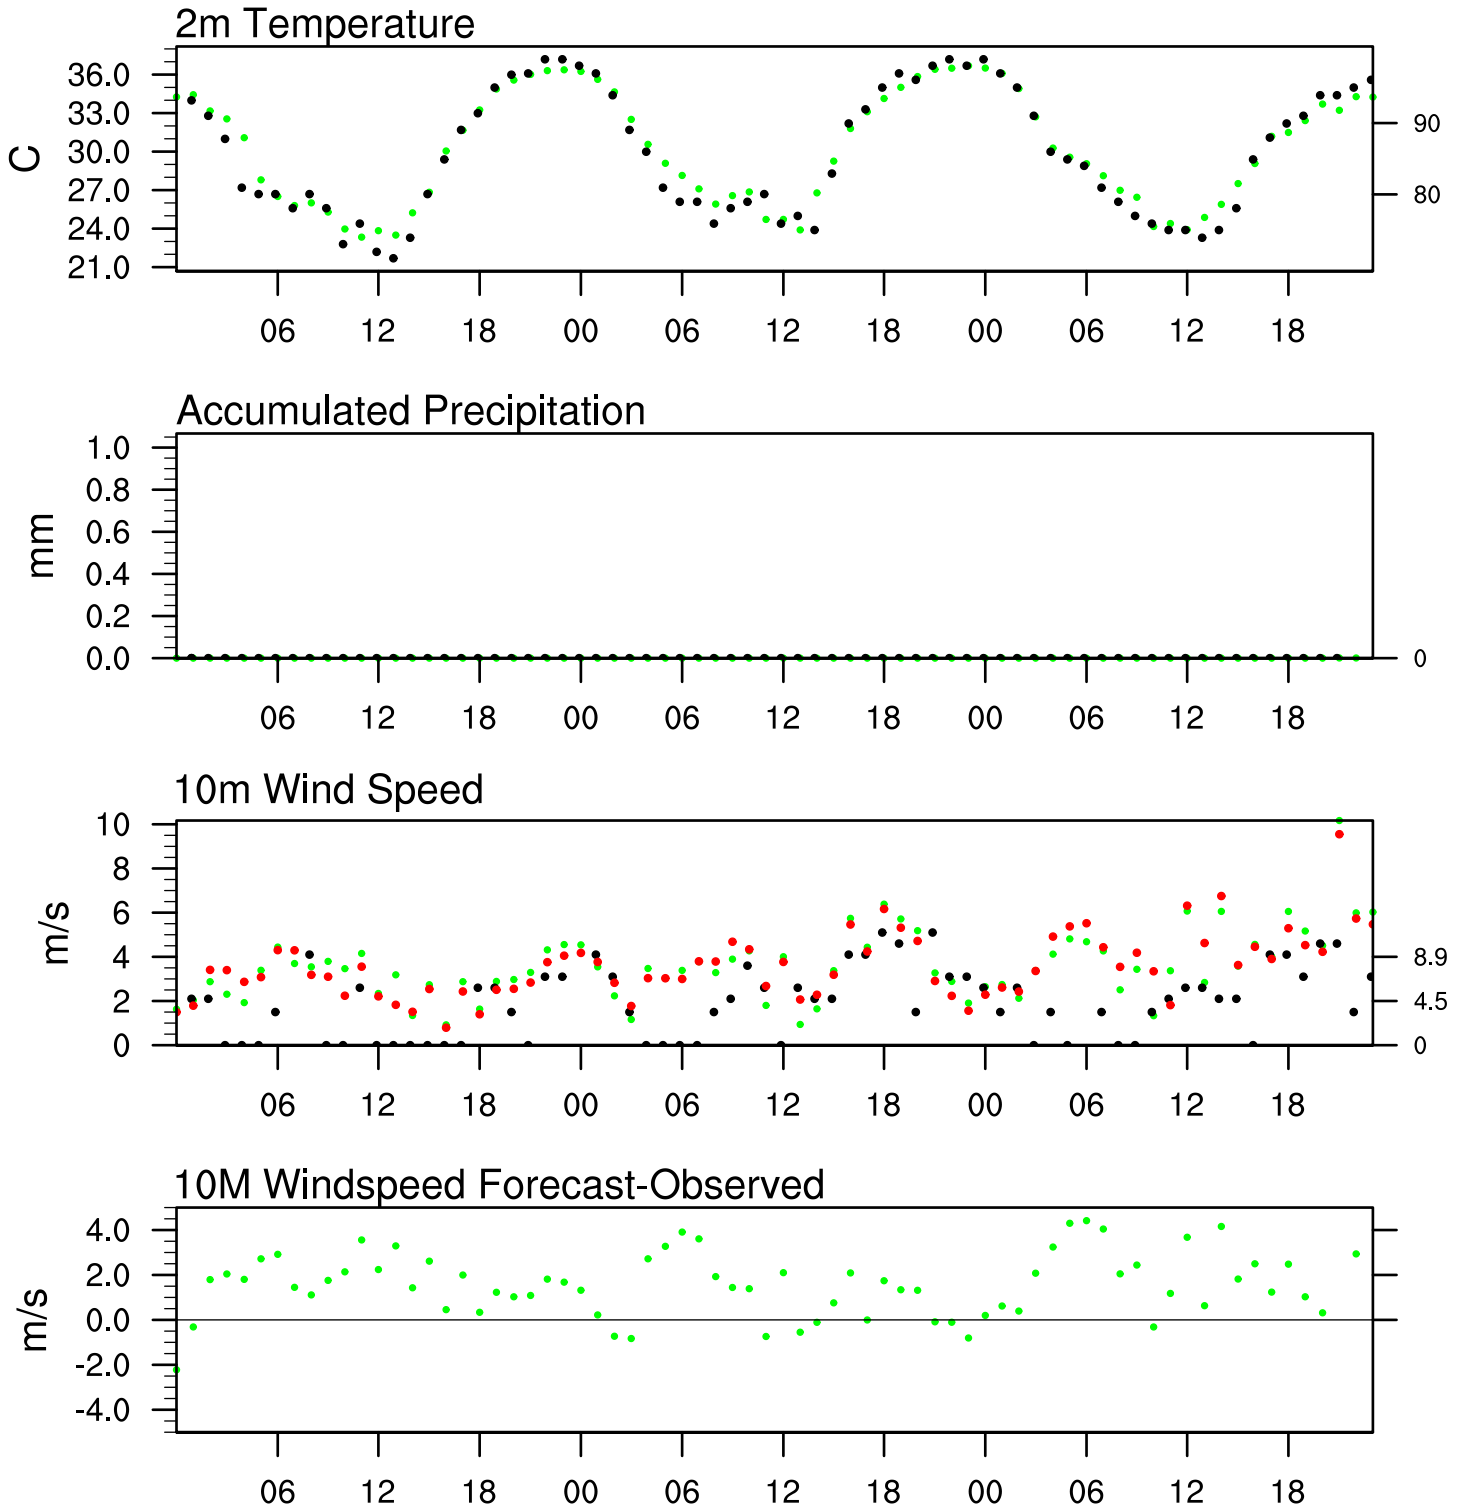 2m Temperature
36.0
33.0
90
30.0
C
27.0
80
24.0
21.0
06 12 18 00 06 12 18 00 06 12 18
Accumulated Precipitation
1.0
0.8
0.6
mm
0.4
0.2
0.0
0
06 12 18 00 06 12 18 00 06 12 18
10m Wind Speed
10
8
6
m/s
4
8.9
2
4.5
0
0
06 12 18 00 06 12 18 00 06 12 18
10M Windspeed Forecast-Observed
4.0
2.0
0.0
m/s
-2.0
-4.0
06 12 18 00 06 12 18 00 06 12 18